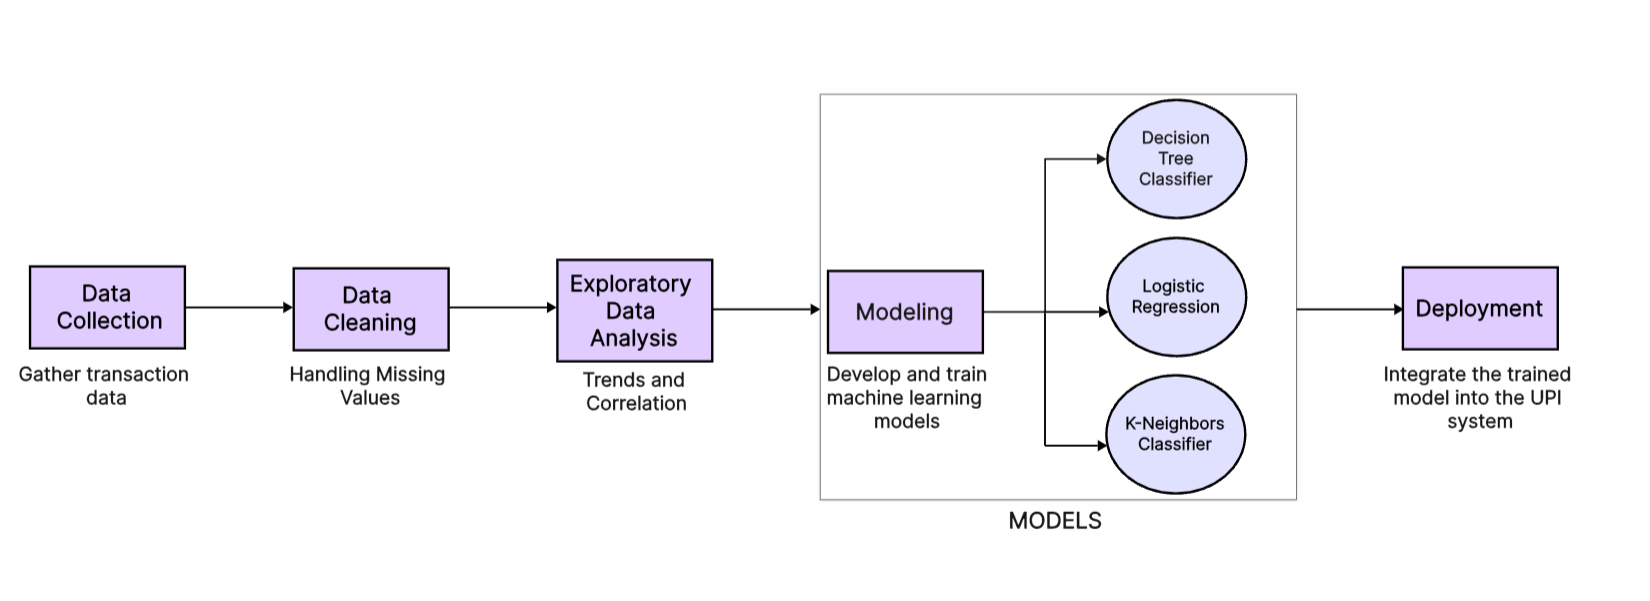 Data
Collection
Gather transaction
data
Data
Cleaning
Handling Missing
Values
Exploratory
Data
Analysis
Trends and
Correlation
Modeling
Develop and train
machine learning
models
Decision
Tree
Classifier
Logistic
Regression
K-Neighbors
Classifier
MODELS
Deployment
Integrate the trained
model into the UPI
system